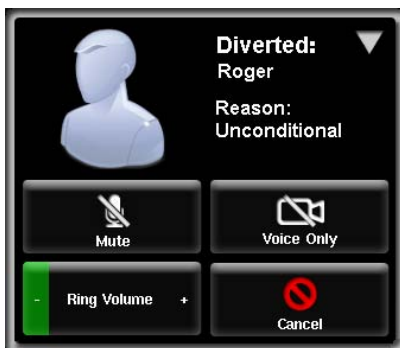 Diverted:
Roger
Reason:
Unconditional
Mute
Voice Only
- Ring Volume +
Cancel